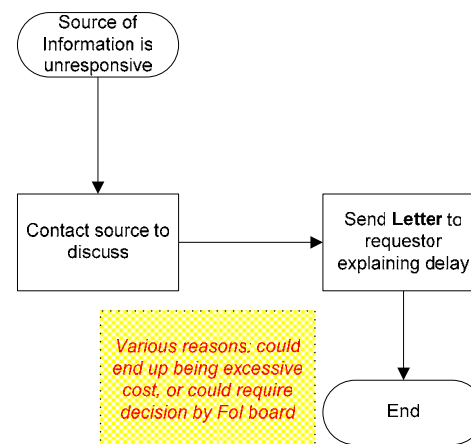 Source of
Information is
unresponsive
Contact source to
discuss
Send Letter to
requestor
explaining delay
Various reasons, could
end up being excessive
cost, or could require
decision by FoI board
End